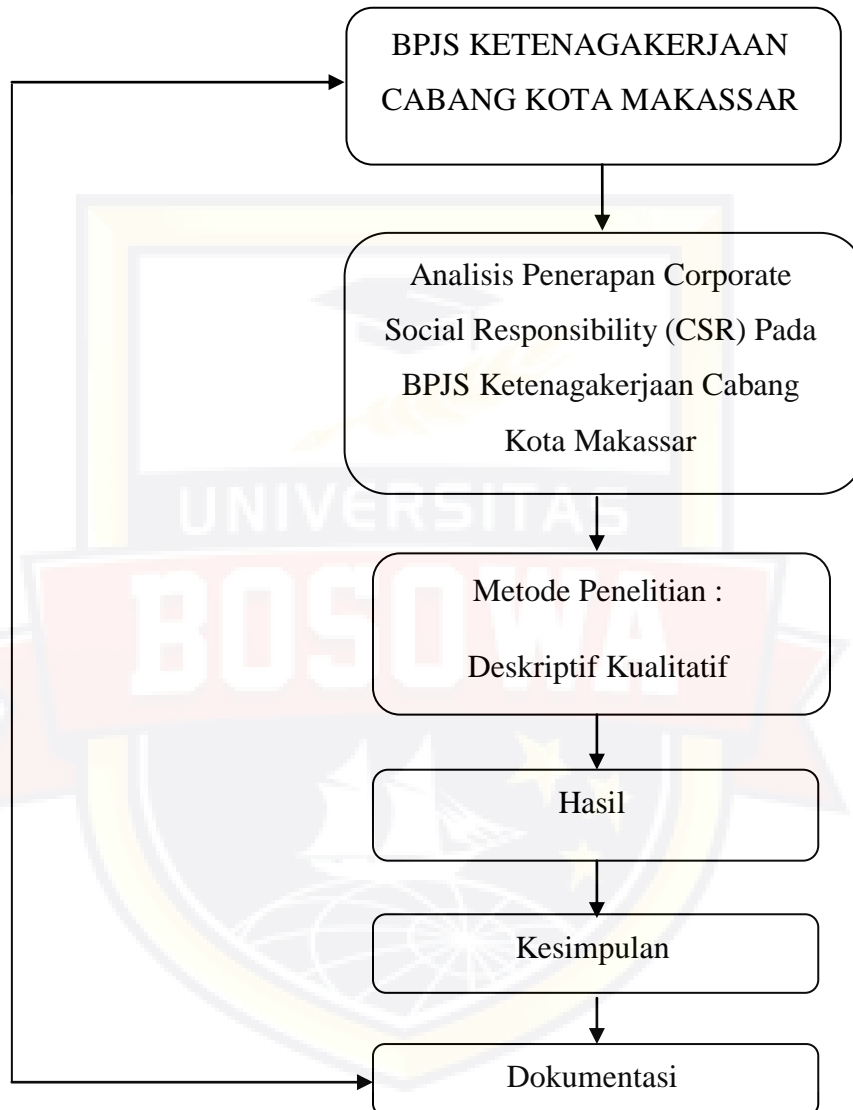 BPJS KETENAGAKERJAAN
CABANG KOTA MAKASSAR
Analisis Penerapan Corporate
Social Responsibility (CSR) Pada
BPJS Ketenagakerjaan Cabang
Kota Makassar
UNIVERSITAS
BOSOWA
Metode Penelitian :
Deskriptif Kualitatif
Hasil
Kesimpulan
Dokumentasi